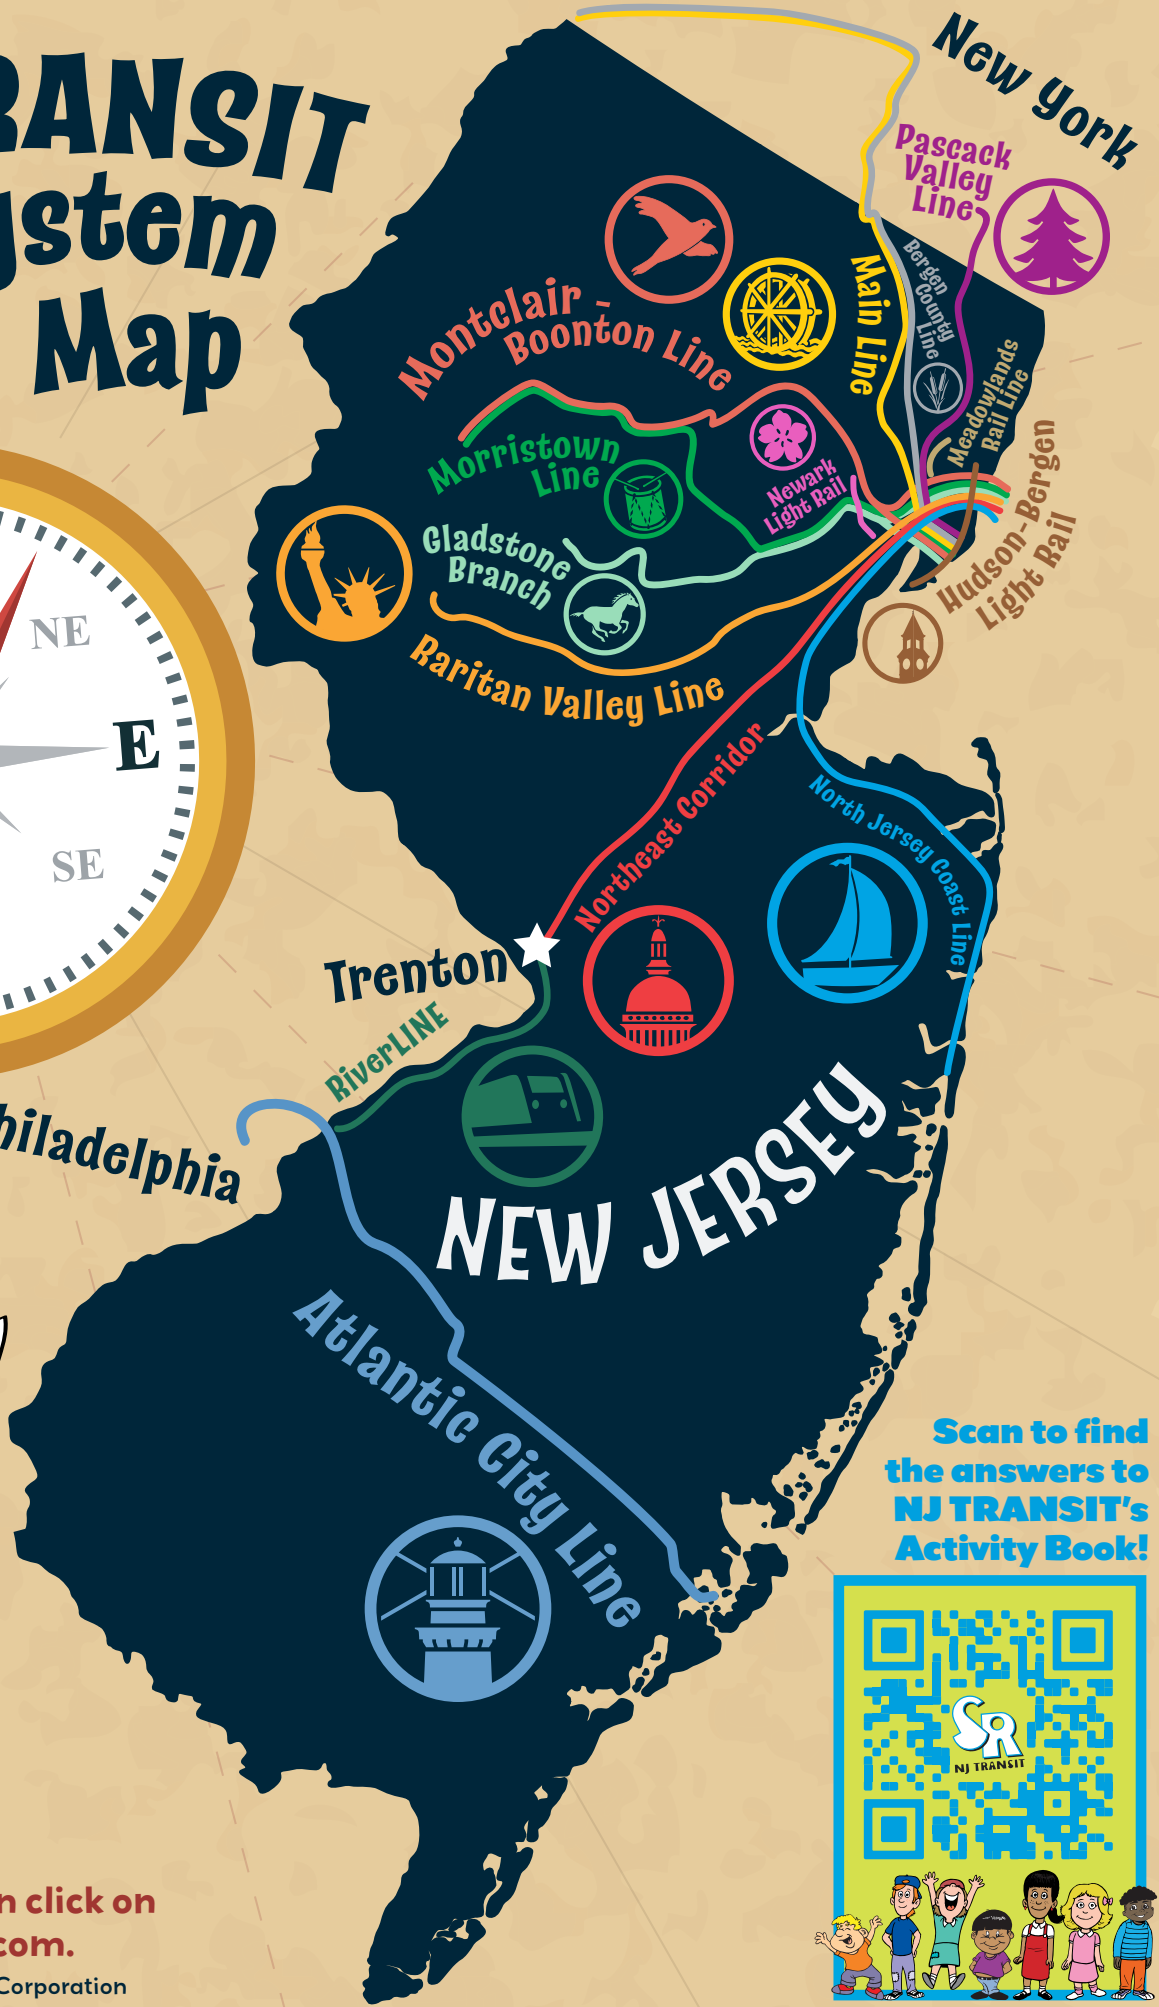 RANSIT
ystem
Map
New York
Pascack
Valley
Line
Bergen
County
Line
Main Line
Montclair -
Boonton Line
Meadowlands
Rail Line
Morristown
Line
Newark
Light Rail
Hudson-Bergen
Light Rail
Gladstone
Branch
Raritan Valley Line
NE
E
SE
Northeast Corridor
North Jersey Coast Line
Trenton
RiverLINE
hiladelphia
NEW JERSEY
Atlantic City Line
Scan to find
the answers to
NJ TRANSIT's
Activity Book!
SR
NJ TRANSIT
n click on
com.
Corporation